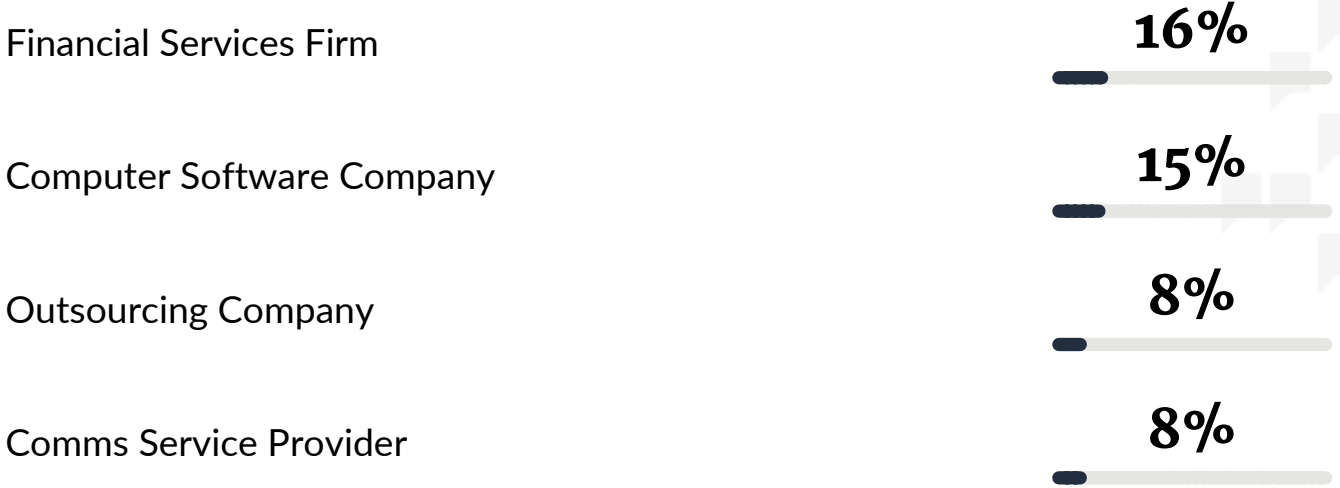 Financial Services Firm 16%
Computer Software Company 15%
Outsourcing Company 8%
Comms Service Provider 8%